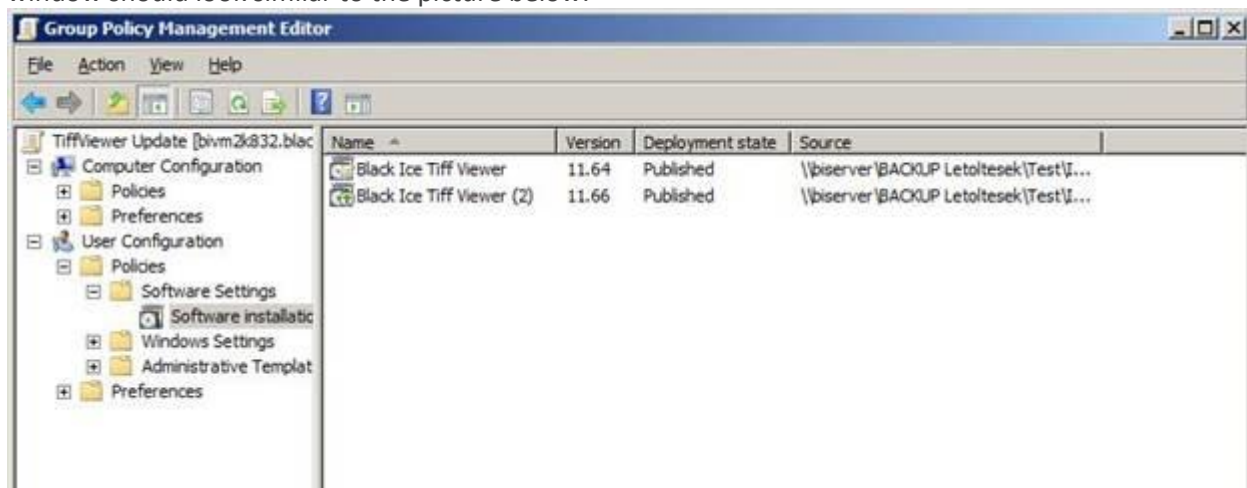 window should look similar to the picture below:
Group Policy Management Editor
File Action View Help
TiffViewer Update [bivm2k832.blac
Name Version Deployment state Source
Computer Configuration
Black Ice Tiff Viewer 11.64 Published \\biserver\BACKUP Letoltesek\Test\I...
Policies
Black Ice Tiff Viewer (2) 11.66 Published \\biserver\BACKUP Letoltesek\Test\I...
Preferences
User Configuration
Policies
Software Settings
Software installatic
Windows Settings
Administrative Templat
Preferences